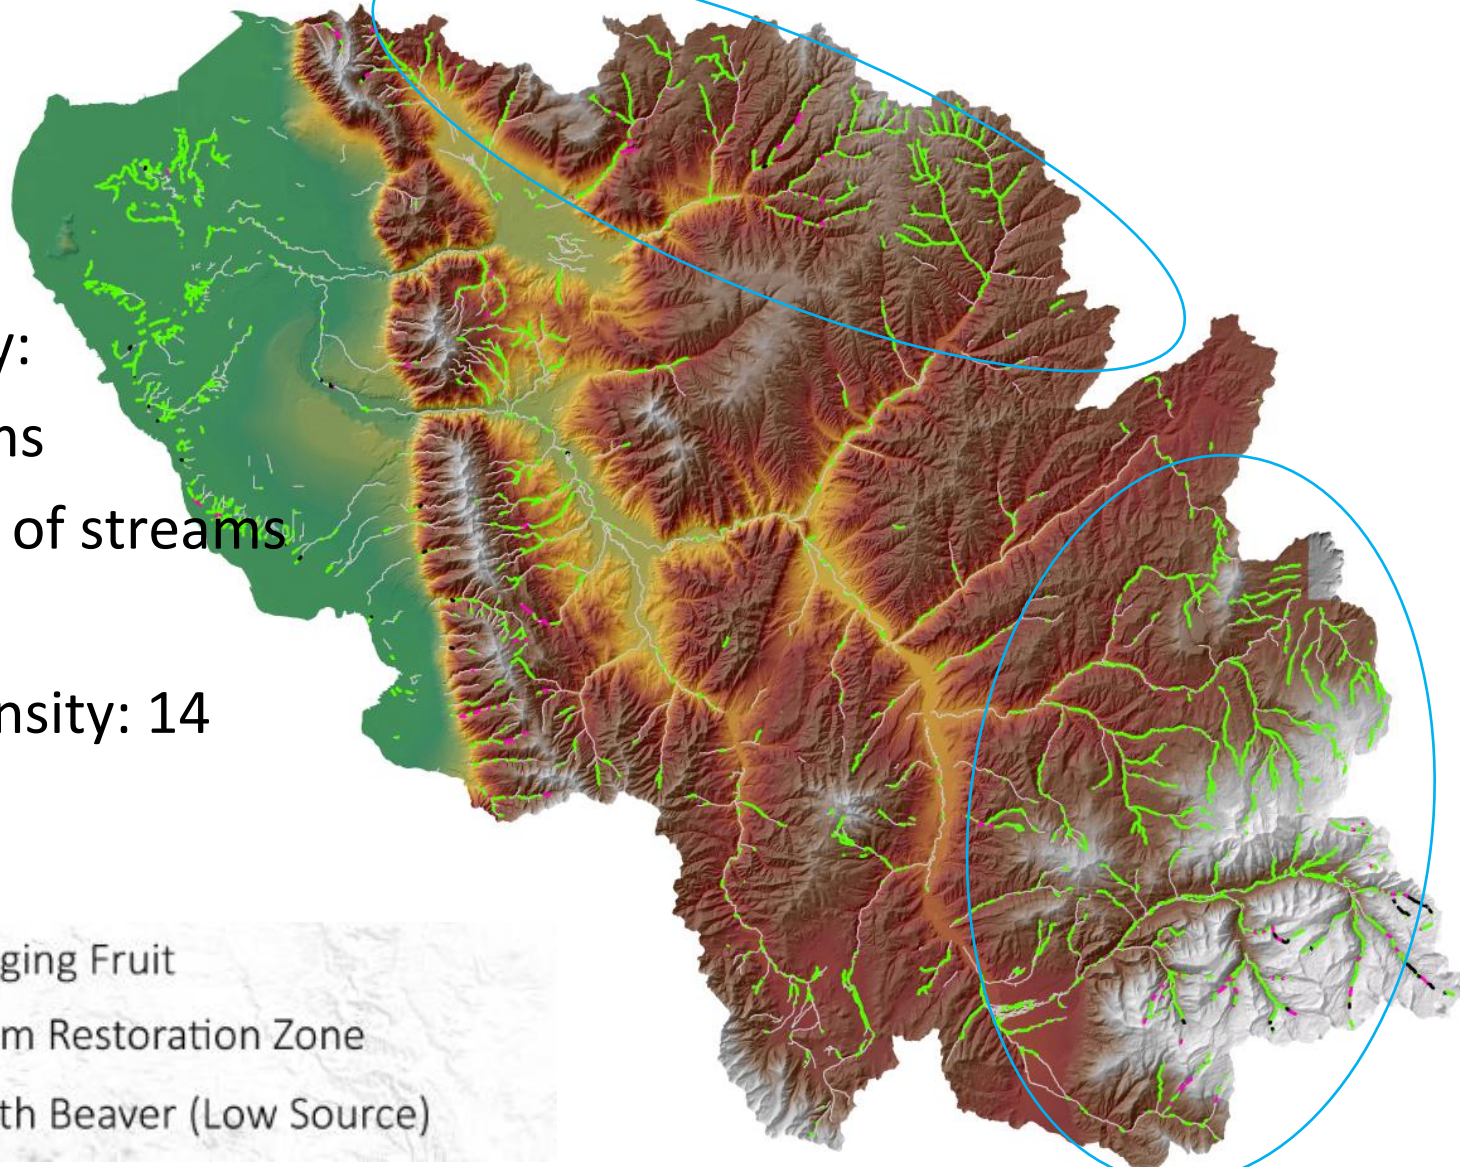 y:
ns
of streams
nsity: 14
ging Fruit
m Restoration Zone
th Beaver (Low Source)